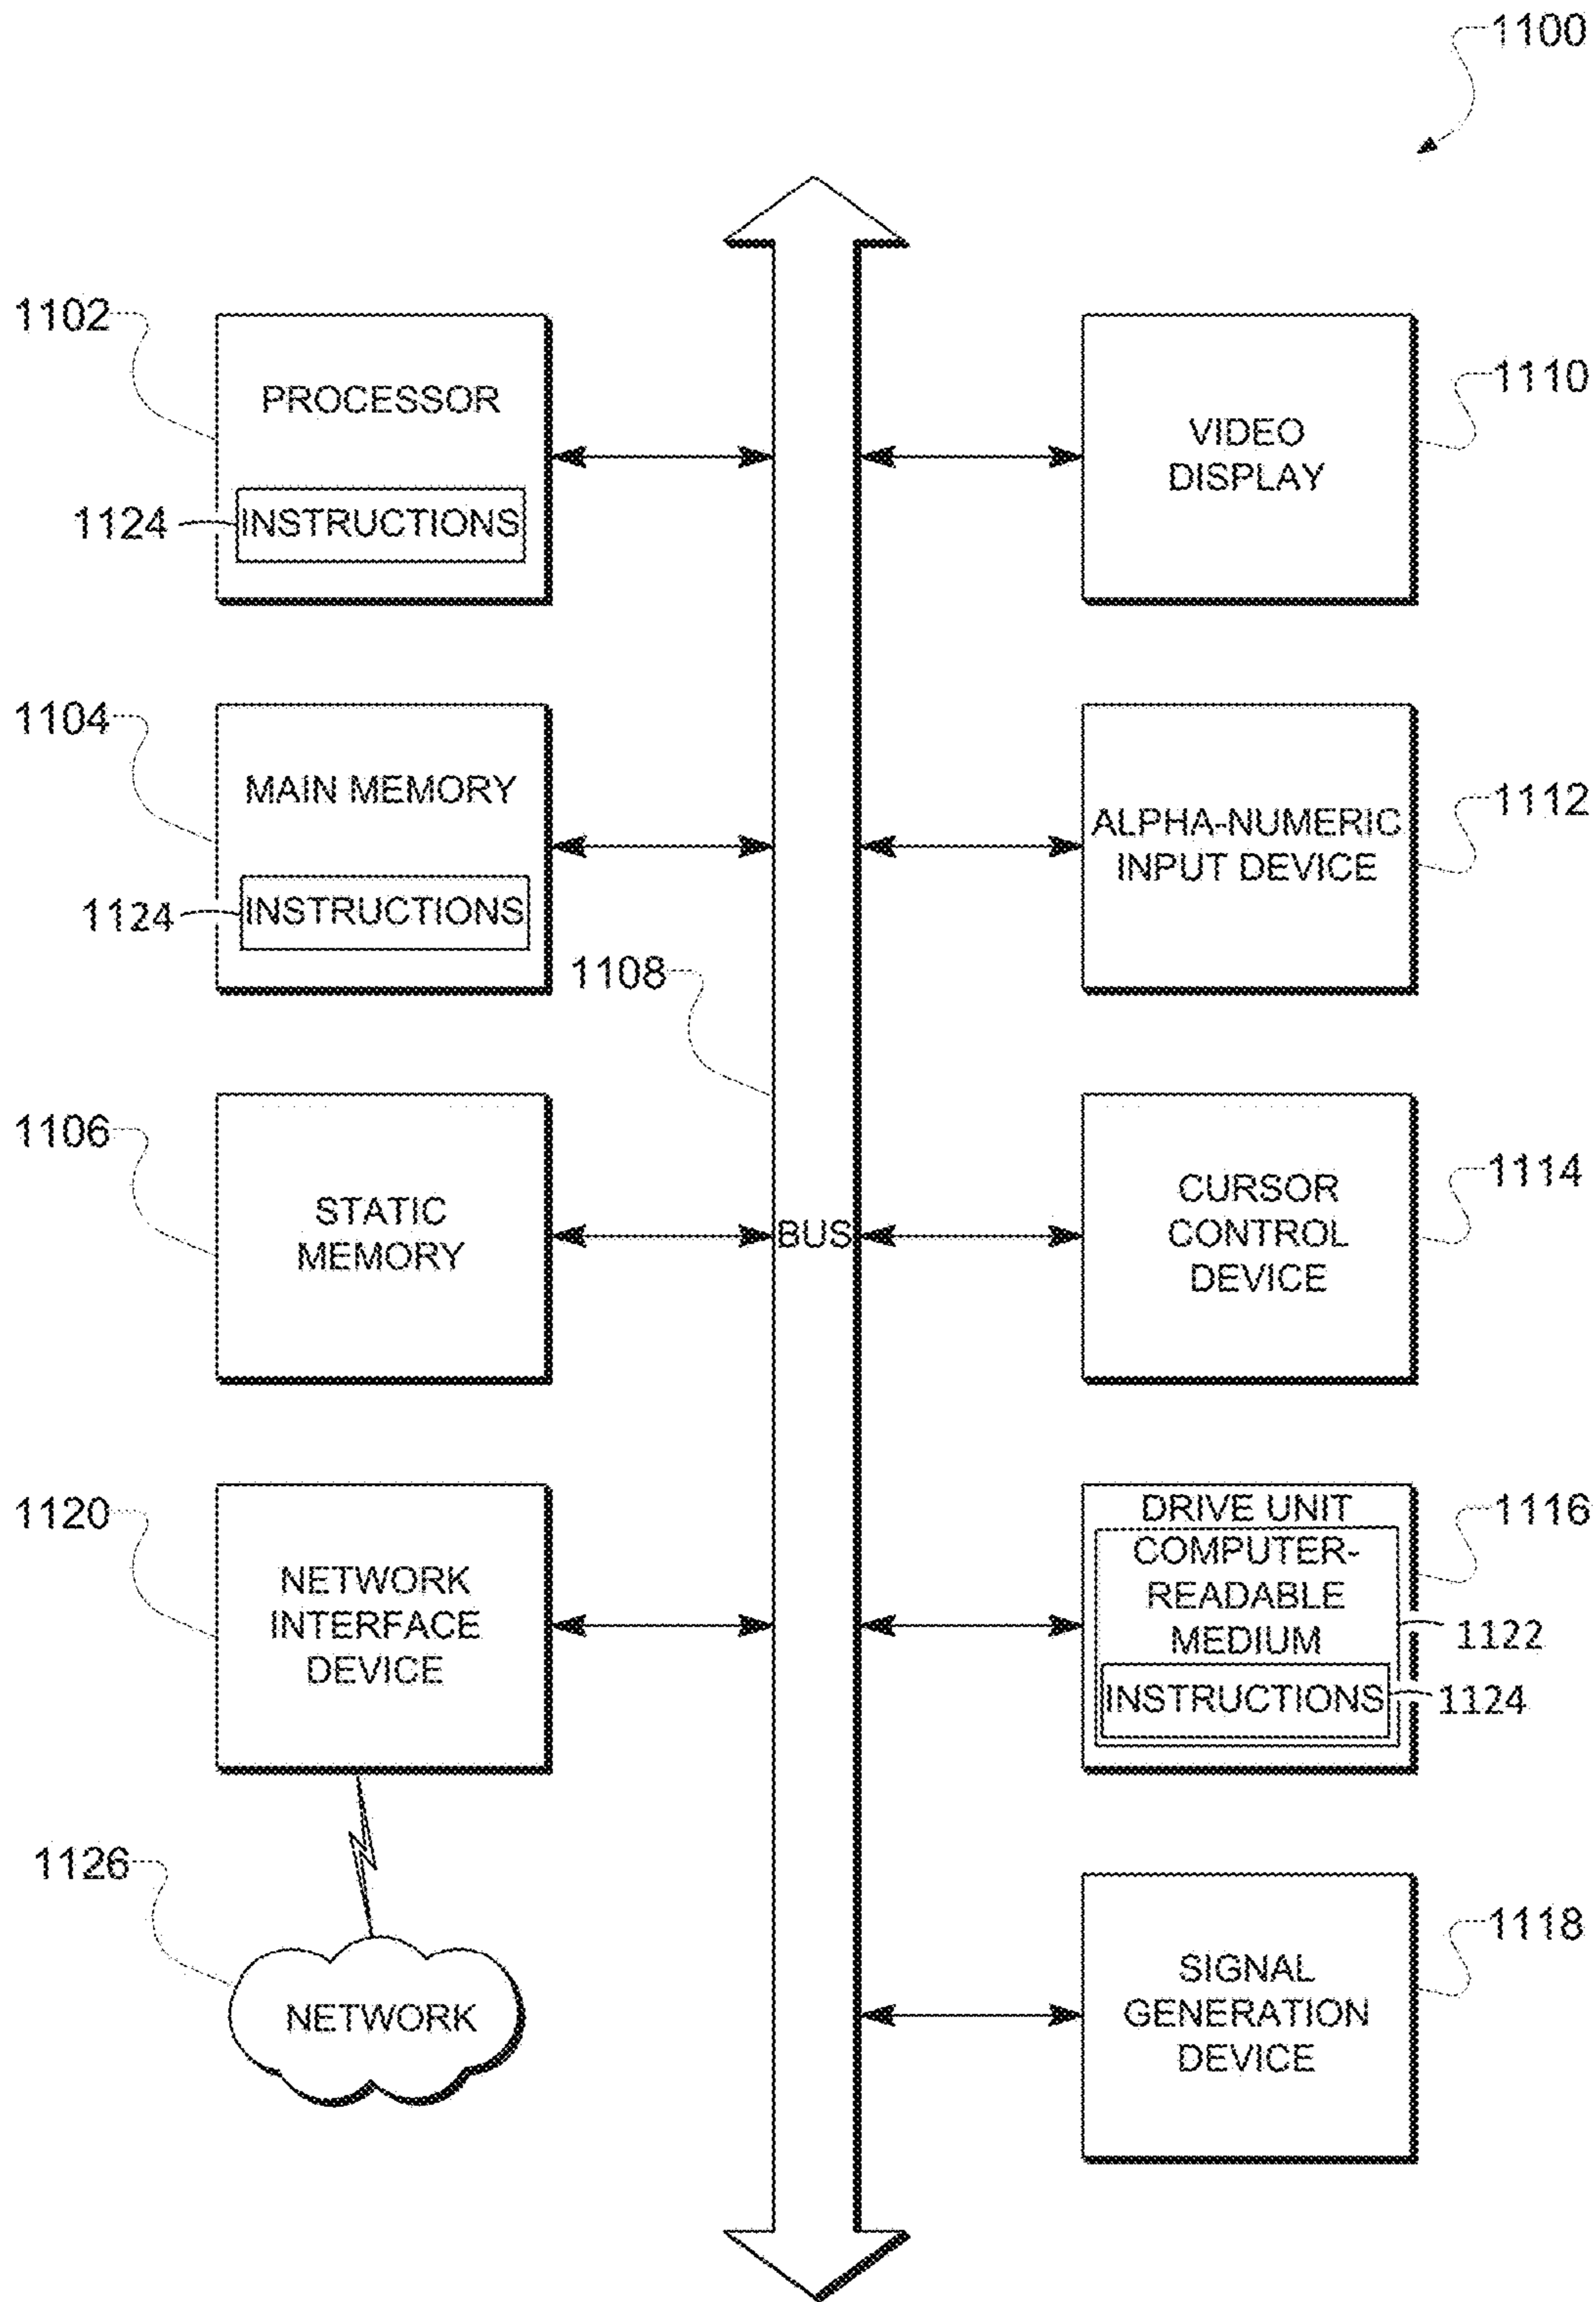 1100
1102
PROCESSOR
1124
INSTRUCTIONS
1110
VIDEO
DISPLAY
1104
MAIN MEMORY
1124
INSTRUCTIONS
1108
1112
ALPHA-NUMERIC
INPUT DEVICE
1106
STATIC
MEMORY
BUS
1114
CURSOR
CONTROL
DEVICE
1120
NETWORK
INTERFACE
DEVICE
1116
DRIVE UNIT
COMPUTER-
READABLE
MEDIUM
1122
INSTRUCTIONS
1124
1126
NETWORK
1118
SIGNAL
GENERATION
DEVICE